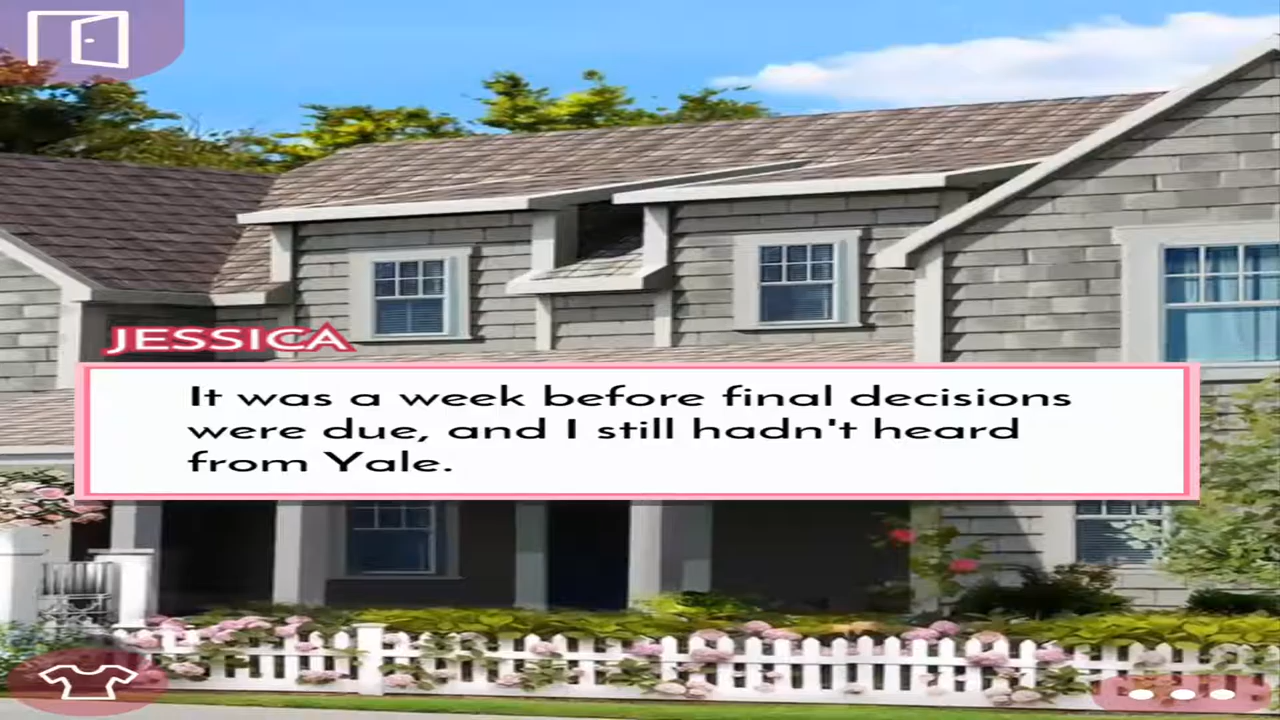 JESSICA
It was a week before final decisions
were due, and I still hadn't heard
from Yale.